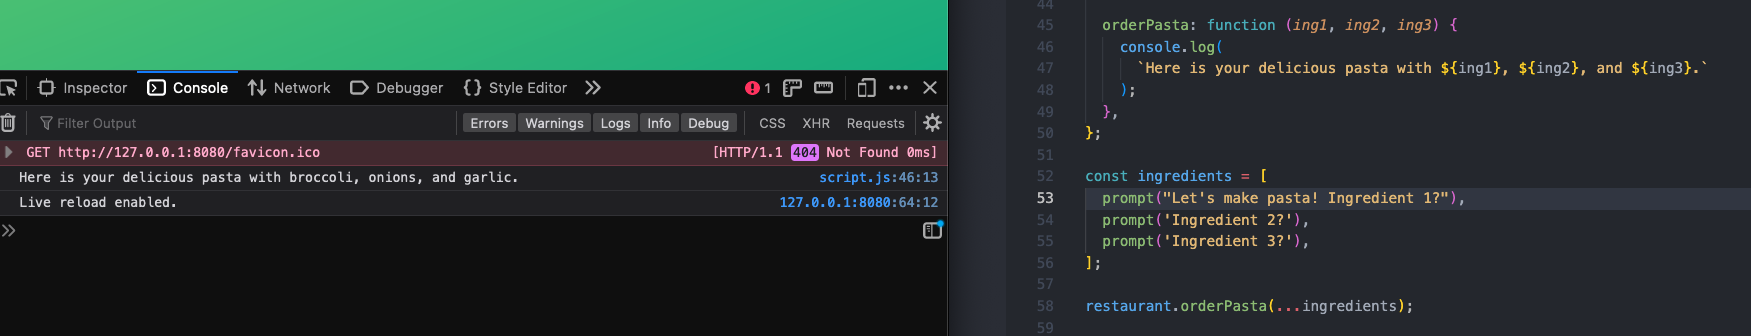 Inspector Console Network Debugger Style Editor 1
Filter Output Errors Warnings Logs Info Debug CSS XHR Requests
GET http://127.0.0.1:8080/favicon.ico [HTTP/1.1 404 Not Found 0ms]
Here is your delicious pasta with broccoli, onions, and garlic. script.js:46:13
Live reload enabled. 127.0.0.1:8080:64:12
44
45 orderPasta: function (ing1, ing2, ing3) {
46 console.log(
47 `Here is your delicious pasta with ${ing1}, ${ing2}, and ${ing3}.`
48 );
49 },
50 };
51
52 const ingredients = [
53 prompt("Let's make pasta! Ingredient 1?"),
54 prompt('Ingredient 2?'),
55 prompt('Ingredient 3?'),
56 ];
57
58 restaurant.orderPasta(...ingredients);
59